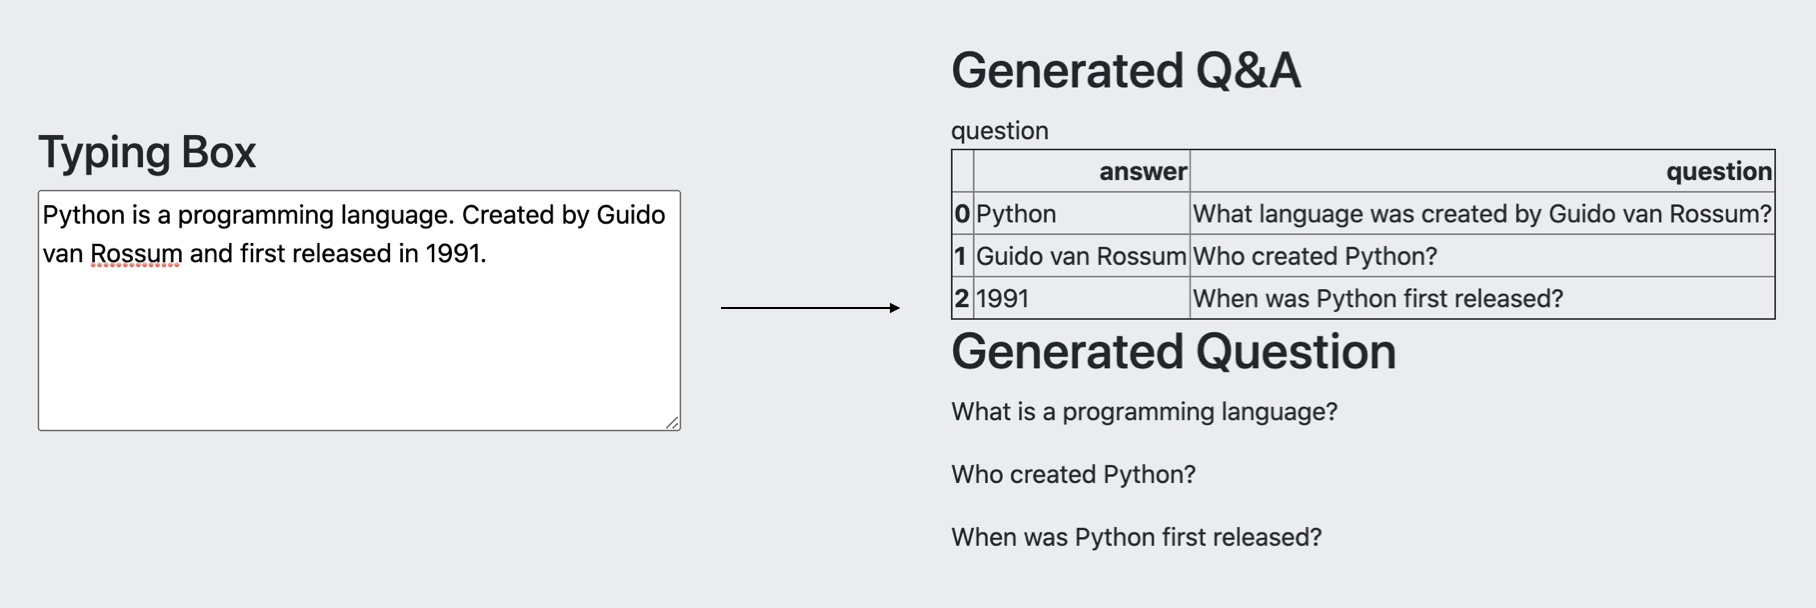 Typing Box
Python is a programming language. Created by Guido
van Rossum and first released in 1991.
Generated Q&A
question
answer question
0 Python What language was created by Guido van Rossum?
1 Guido van Rossum Who created Python?
2 1991 When was Python first released?
Generated Question
What is a programming language?
Who created Python?
When was Python first released?